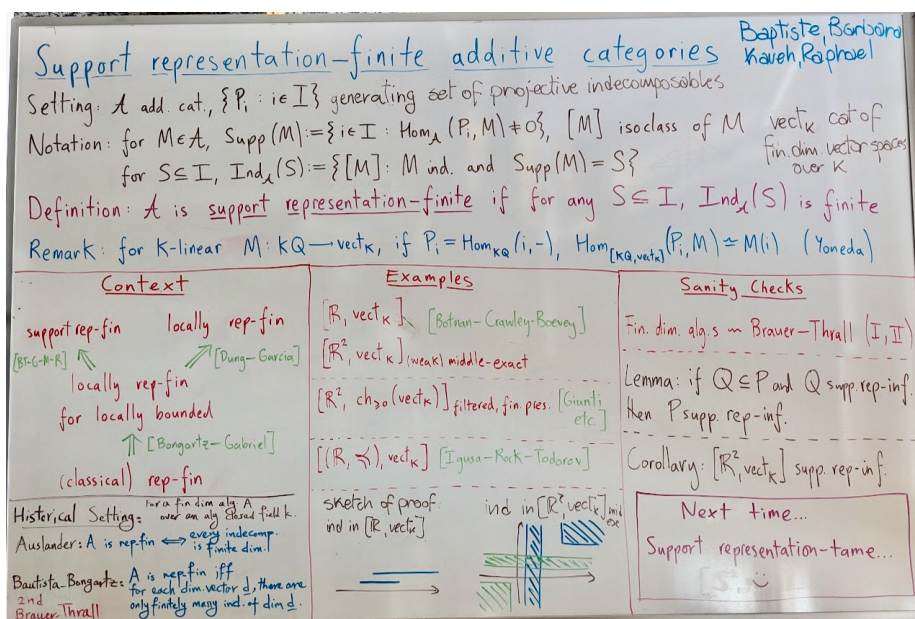 Support representation-finite additive categories
Baptiste, Barbara
Kaveh, Raphael
Setting: A add. cat., {Pᵢ : i∈I} generating set of projective indecomposables
Notation: for M∈A, Supp(M):={i∈I : Hom_A(Pᵢ, M)≠0}, [M] isoclass of M
for S⊆I, Ind_A(S):={[M]: M ind. and Supp(M)=S}
vect_K cat of
fin. dim. vector spaces
over K
Definition: A is support representation-finite if for any S⊆I, Ind_A(S) is finite
Remark: for K-linear M: KQ → vect_K, if Pᵢ=Hom_KQ(i,-), Hom_[KQ,vect_K](Pᵢ,M)≃M(i) (Yoneda)
Context
support rep-fin
locally rep-fin
[BT-G-M-R]
[Dung-Garcia]
locally rep-fin
for locally bounded
[Bongartz-Gabriel]
(classical) rep-fin
Historical Setting: For a fin dim alg A
over an alg closed field k.
Auslander: A is rep-fin ⟺ every indecomp.
is finite dim.
Bautista-Bongartz: A is rep-fin iff
for each dim. vector d, there are
only finitely many ind. of dim d.
2nd
Brauer-Thrall
Examples
[R, vect_K] [Botnan-Crawley-Boevey]
[R², vect_K] (weak) middle-exact
[R², ch≥0(vect_K)] filtered, fin. pres. [Giunti,
etc.]
[(R, ≼), vect_K] [Igusa-Rock-Todorov]
sketch of proof:
ind in [R, vect_K]
ind in [R², vect_K] mid
exe
Sanity Checks
Fin. dim. alg.s ~ Brauer-Thrall (I, II)
Lemma: if Q⊆P and Q supp. rep-inf.
then P supp. rep-inf.
Corollary: [R², vect_K] supp. rep-inf.
Next time...
Support representation-tame...